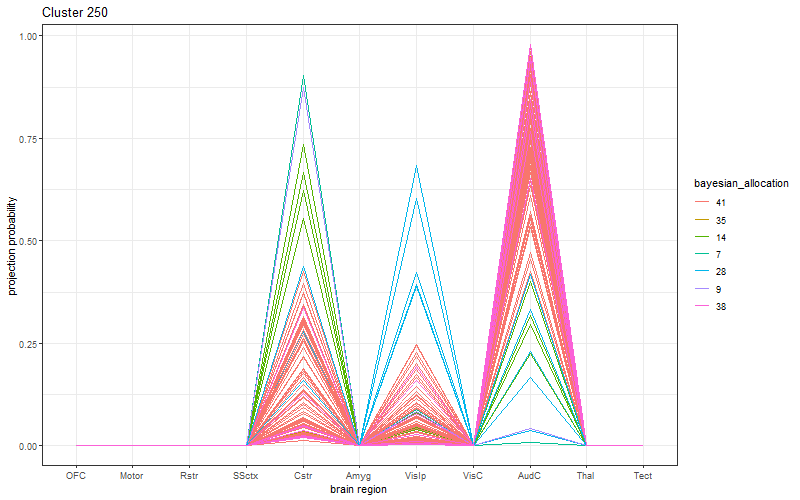 Cluster 250
1.00
0.75
0.50
0.25
0.00
projection probability
OFC Motor Rstr SSctx Cstr Amyg VisIp VisC AudC Thal Tect
brain region
bayesian_allocation
41
35
14
7
28
9
38